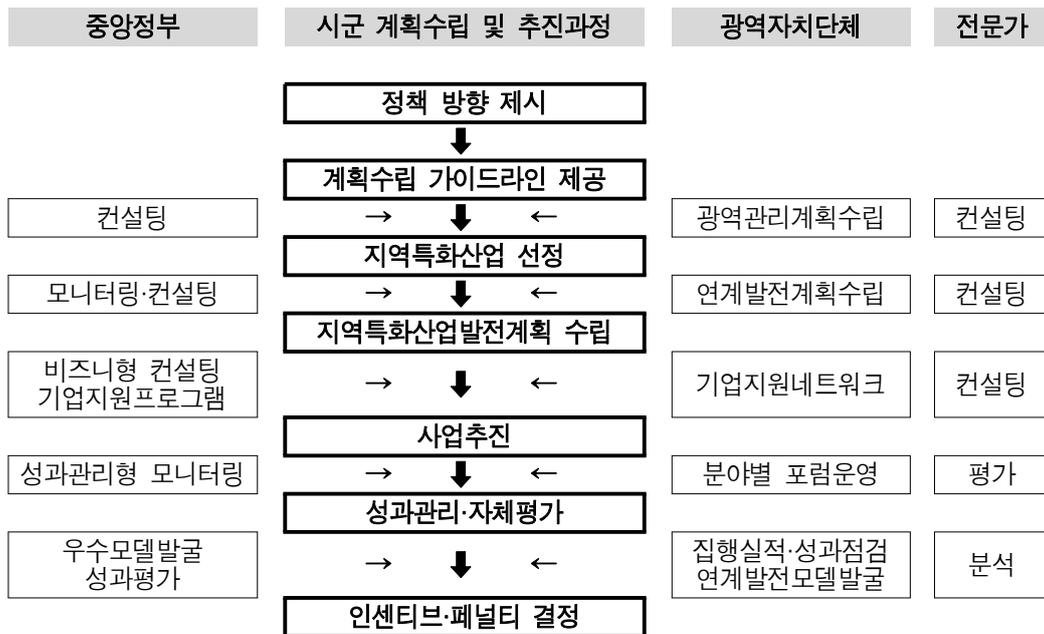 중앙정부
시군 계획수립 및 추진과정
광역자치단체
전문가
정책 방향 제시
계획수립 가이드라인 제공
컨설팅
→ ←
광역관리계획수립
컨설팅
지역특화산업 선정
모니터링·컨설팅
→ ←
연계발전계획수립
컨설팅
지역특화산업발전계획 수립
비즈니형 컨설팅
기업지원프로그램
→ ←
기업지원네트워크
컨설팅
사업추진
성과관리형 모니터링
→ ←
분야별 포럼운영
평가
성과관리·자체평가
우수모델발굴
성과평가
→ ←
집행실적·성과점검
연계발전모델발굴
분석
인센티브·페널티 결정